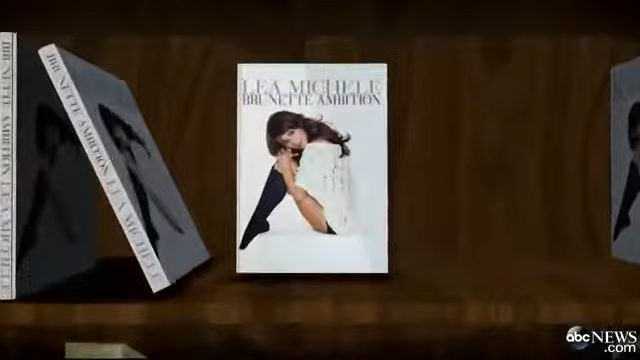 BRUNETTE AMBITION LEA MICHELE
BRUNETTE AMBITION LEA MICHELE
LEA MICHELE
BRUNETTE AMBITION
abcNEWS
.com